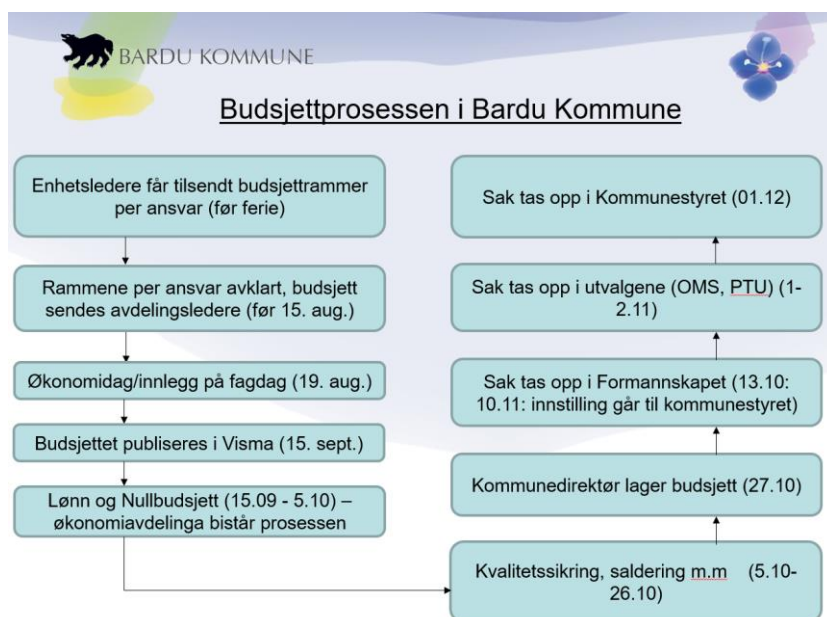 BARDU KOMMUNE
Budsjettprosessen i Bardu Kommune
Enhetsledere får tilsendt budsjettrammer
per ansvar (før ferie)
Rammene per ansvar avklart, budsjett
sendes avdelingsledere (før 15. aug.)
Økonomidag/innlegg på fagdag (19. aug.)
Budsjettet publiseres i Visma (15. sept.)
Lønn og Nullbudsjett (15.09 - 5.10) –
økonomiavdelinga bistår prosessen
Kvalitetssikring, saldering m.m (5.10-
26.10)
Kommunedirektør lager budsjett (27.10)
Sak tas opp i Formannskapet (13.10:
10.11: innstilling går til kommunestyret)
Sak tas opp i utvalgene (OMS, PTU) (1-
2.11)
Sak tas opp i Kommunestyret (01.12)